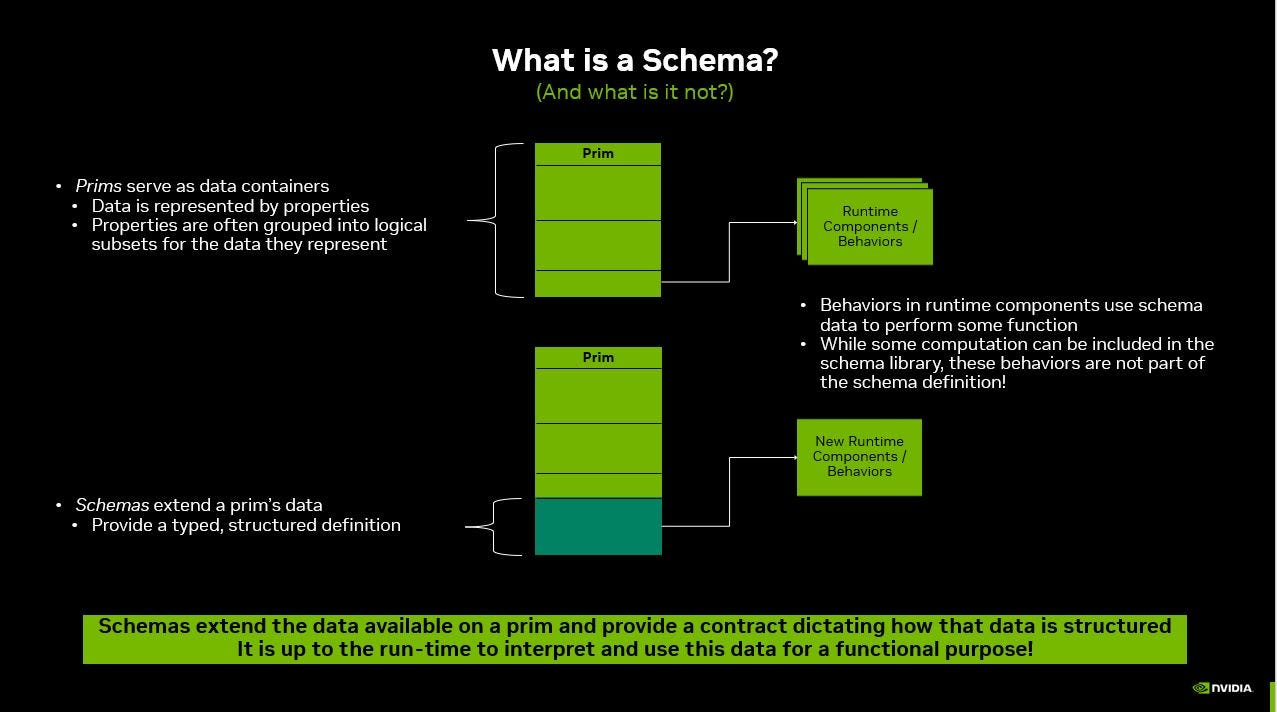 What is a Schema?
(And what is it not?)
• Prims serve as data containers
• Data is represented by properties
• Properties are often grouped into logical
subsets for the data they represent
Prim
Runtime
Components /
Behaviors
• Behaviors in runtime components use schema
data to perform some function
• While some computation can be included in the
schema library, these behaviors are not part of
the schema definition!
Prim
New Runtime
Components /
Behaviors
• Schemas extend a prim's data
• Provide a typed, structured definition
Schemas extend the data available on a prim and provide a contract dictating how that data is structured
It is up to the run-time to interpret and use this data for a functional purpose!
NVIDIA